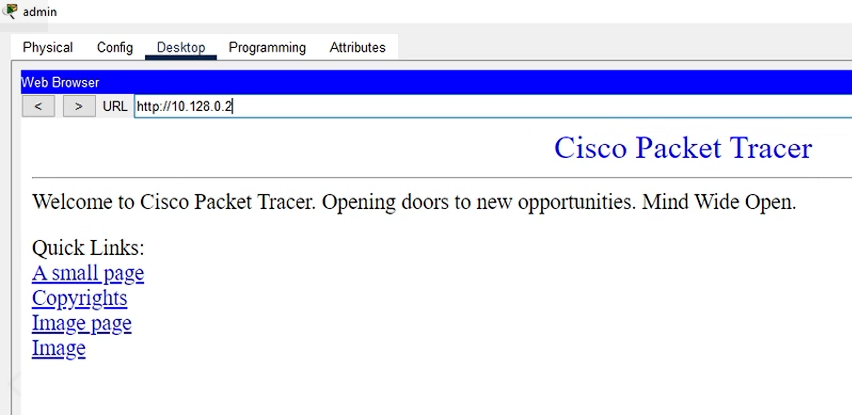 admin
Physical Config Desktop Programming Attributes
Web Browser
< > URL http://10.128.0.2
Cisco Packet Tracer
Welcome to Cisco Packet Tracer. Opening doors to new opportunities. Mind Wide Open.
Quick Links:
A small page
Copyrights
Image page
Image